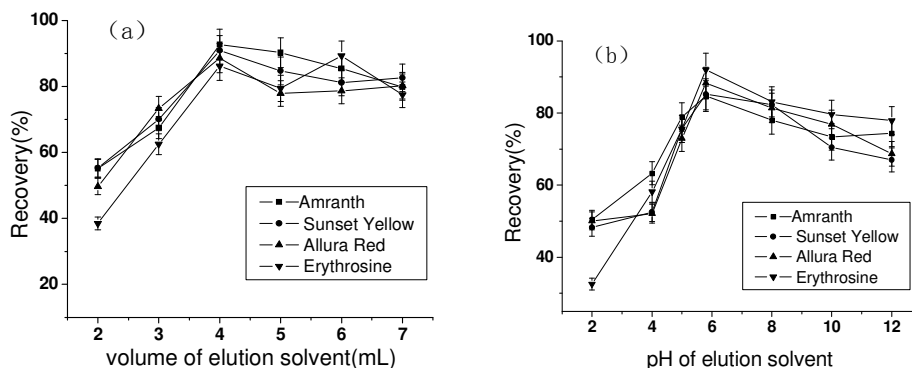 (a)
100
80
60
40
20
Recovery(%)
Amranth
Sunset Yellow
Allura Red
Erythrosine
2 3 4 5 6 7
volume of elution solvent(mL)
(b)
100
80
60
40
Recovery(%)
Amranth
Sunset Yellow
Allura Red
Erythrosine
2 4 6 8 10 12
pH of elution solvent